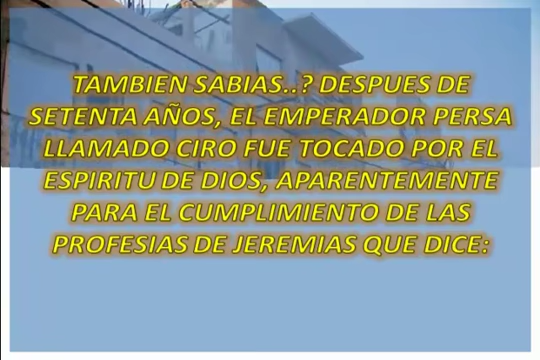 TAMBIEN SABIAS..? DESPUES DE
SETENTA AÑOS, EL EMPERADOR PERSA
LLAMADO CIRO FUE TOCADO POR EL
ESPIRITU DE DIOS, APARENTEMENTE
PARA EL CUMPLIMIENTO DE LAS
PROFESIAS DE JEREMIAS QUE DICE: